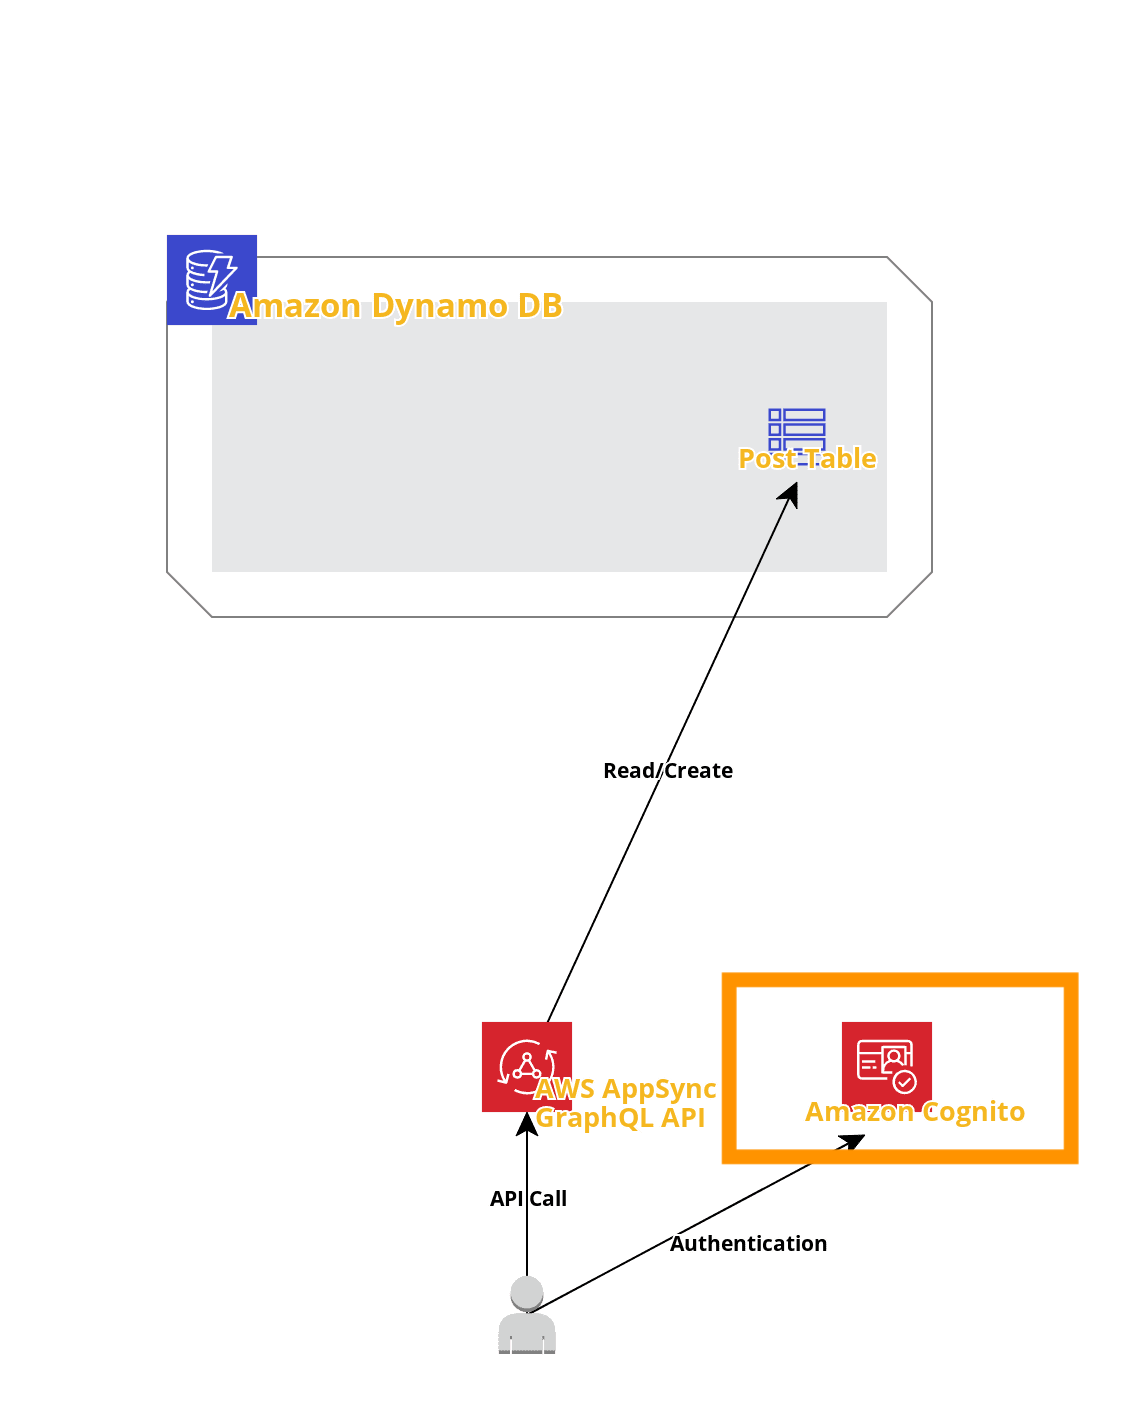 Amazon Dynamo DB
Post Table
Read/Create
AWS AppSync
GraphQL API
Amazon Cognito
API Call
Authentication